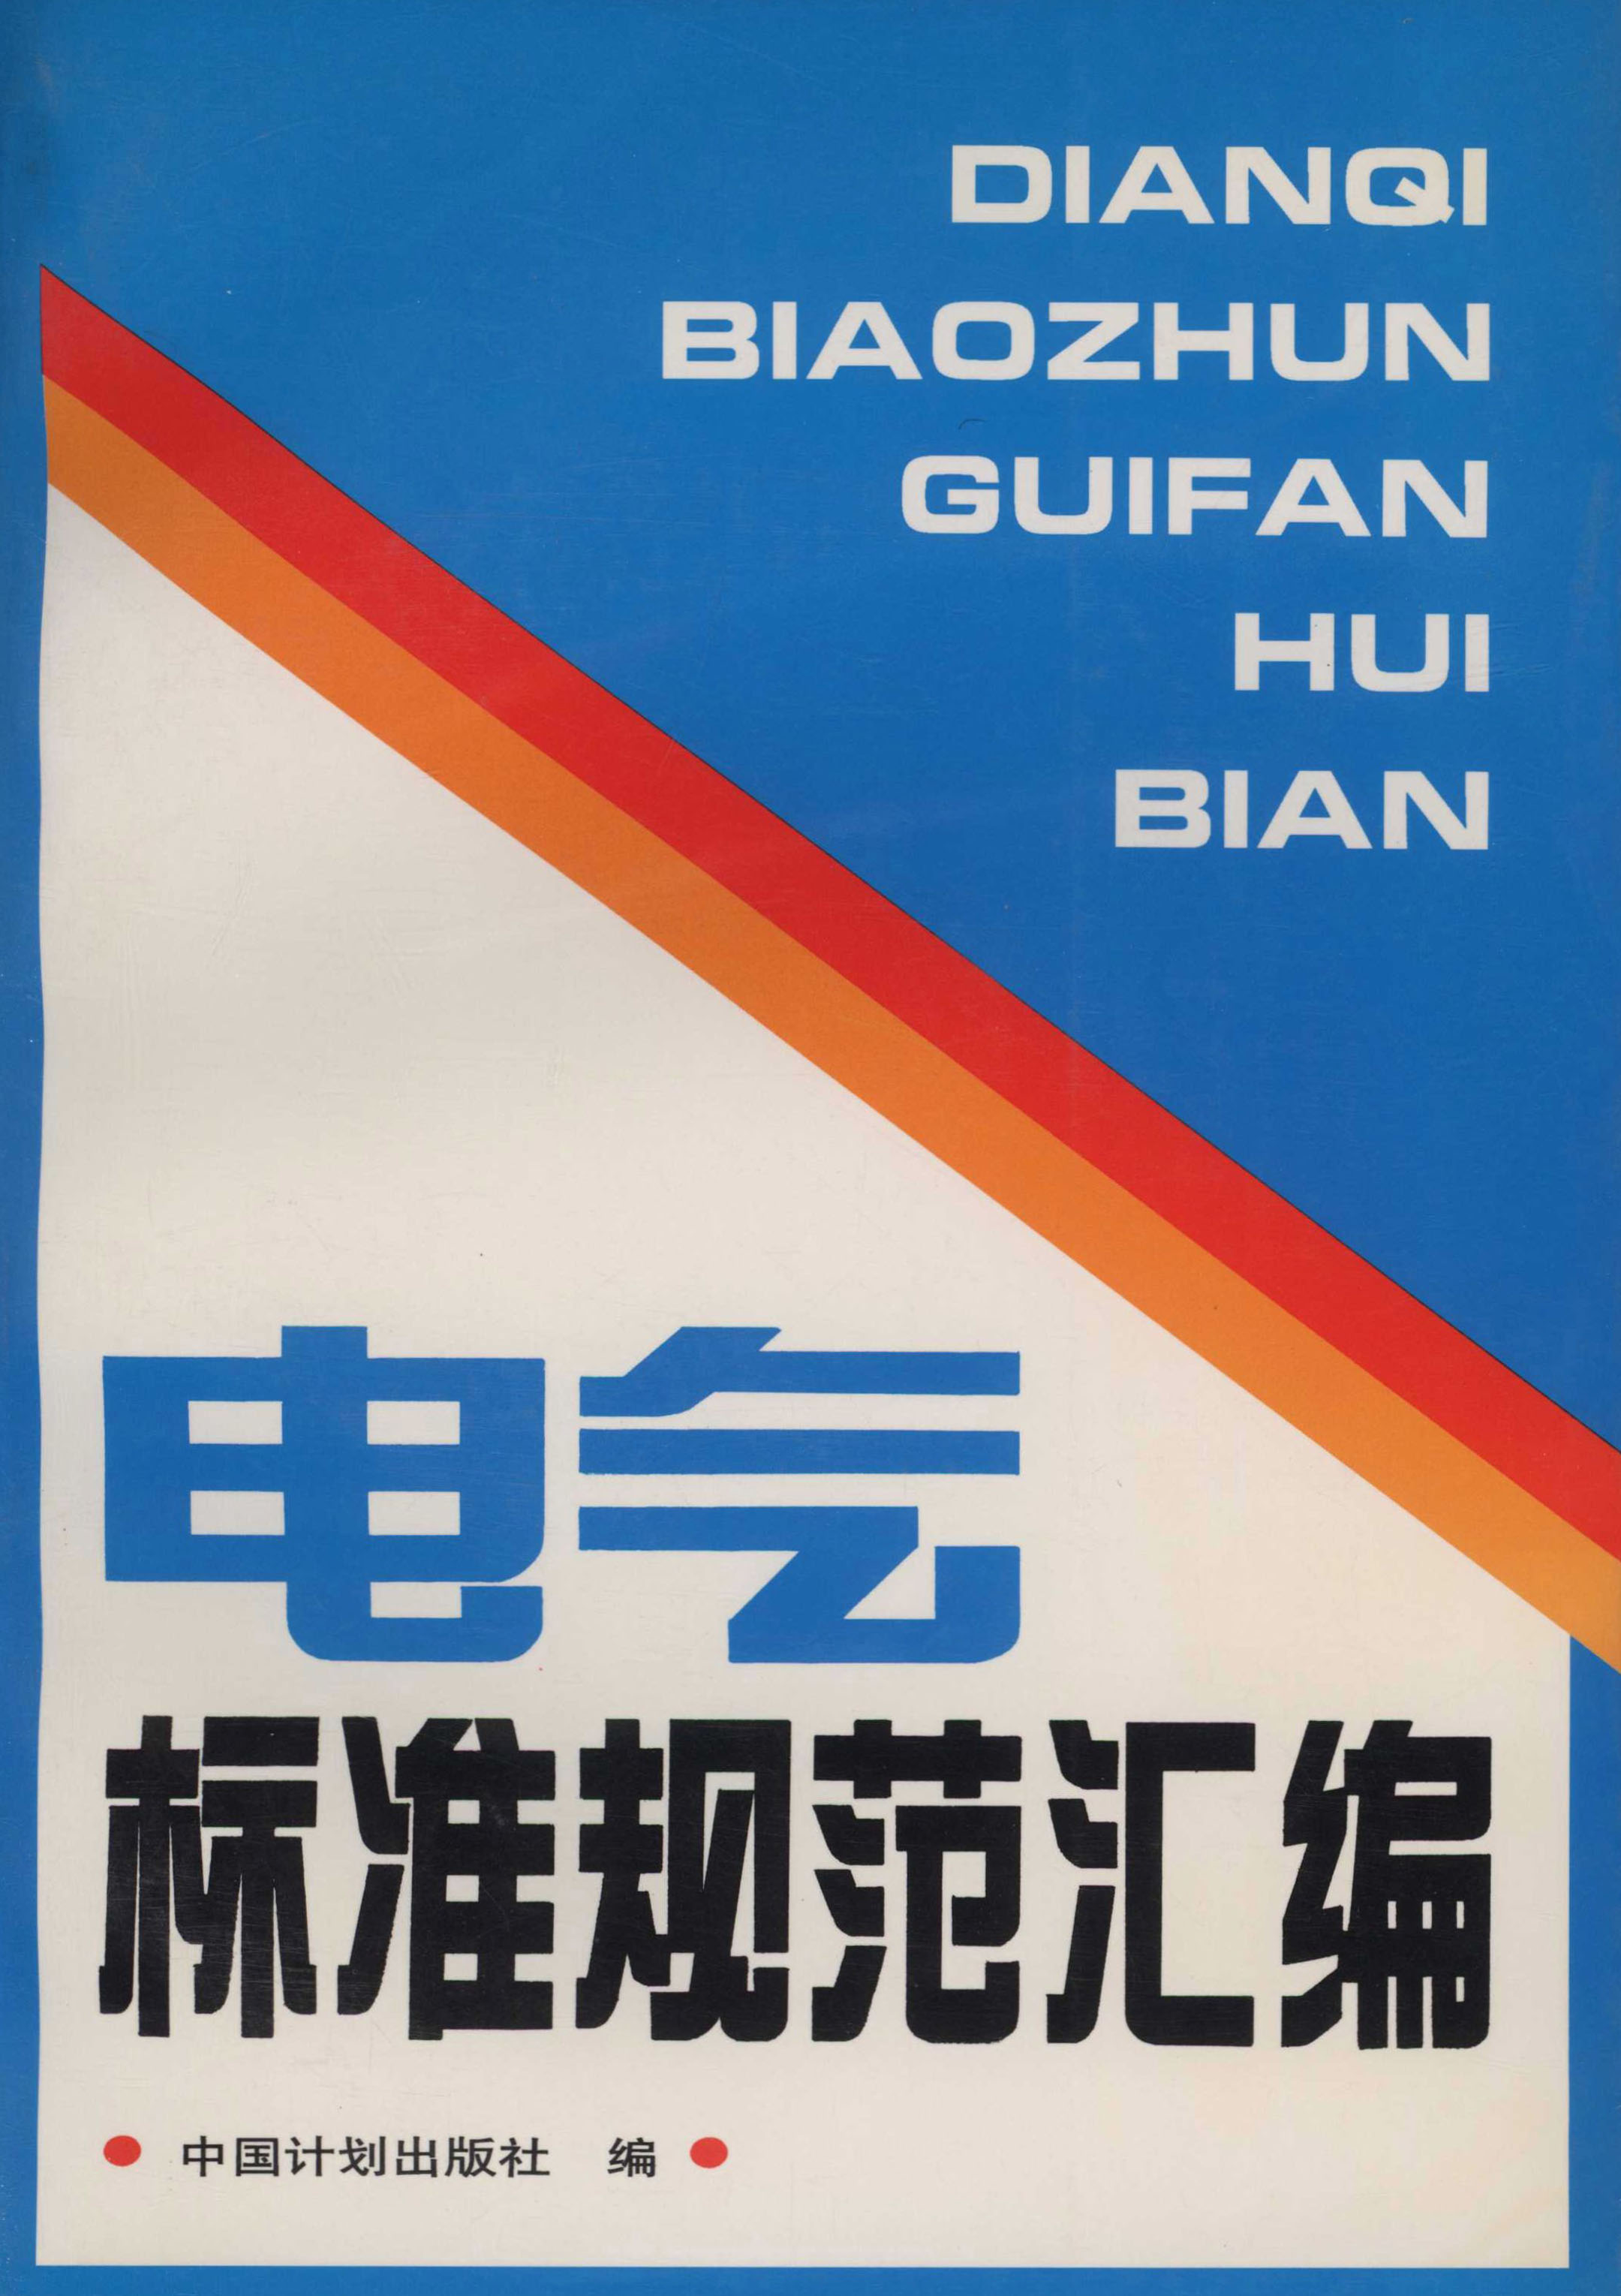 DIANQI
BIAOZHUN
GUIFAN
HUI
BIAN
电气
标准规范汇编
● 中国计划出版社 编 ●